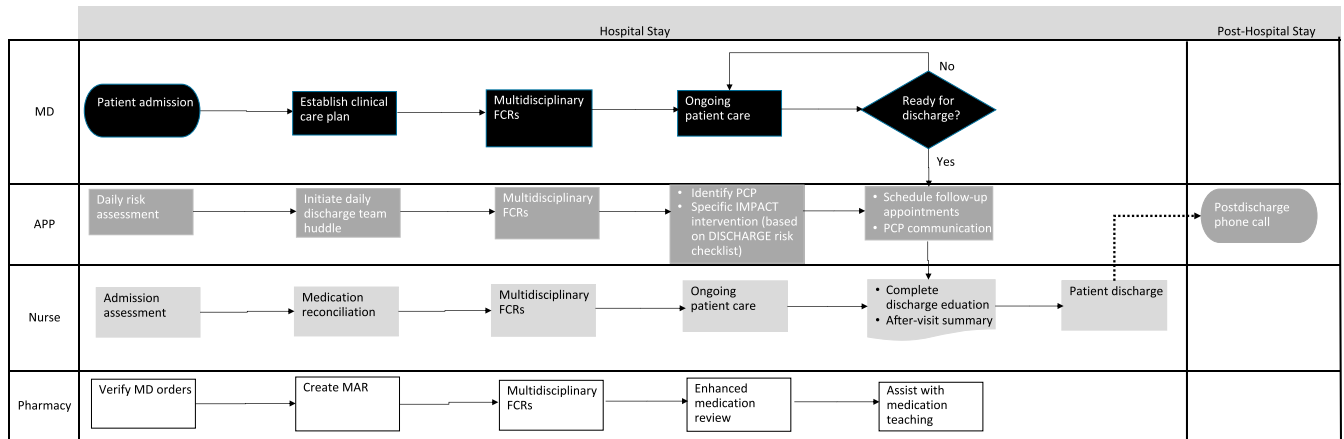 Hospital Stay
Post-Hospital Stay
MD
Patient admission
Establish clinical
care plan
Multidisciplinary
FCRs
Ongoing
patient care
Ready for
discharge?
No
Yes
APP
Daily risk
assessment
Initiate daily
discharge team
huddle
Multidisciplinary
FCRs
• Identify PCP
• Specific IMPACT
intervention (based
on DISCHARGE risk
checklist)
• Schedule follow-up
appointments
• PCP communication
Postdischarge
phone call
Nurse
Admission
assessment
Medication
reconciliation
Multidisciplinary
FCRs
Ongoing
patient care
• Complete
discharge eduation
• After-visit summary
Patient discharge
Pharmacy
Verify MD orders
Create MAR
Multidisciplinary
FCRs
Enhanced
medication
review
Assist with
medication
teaching